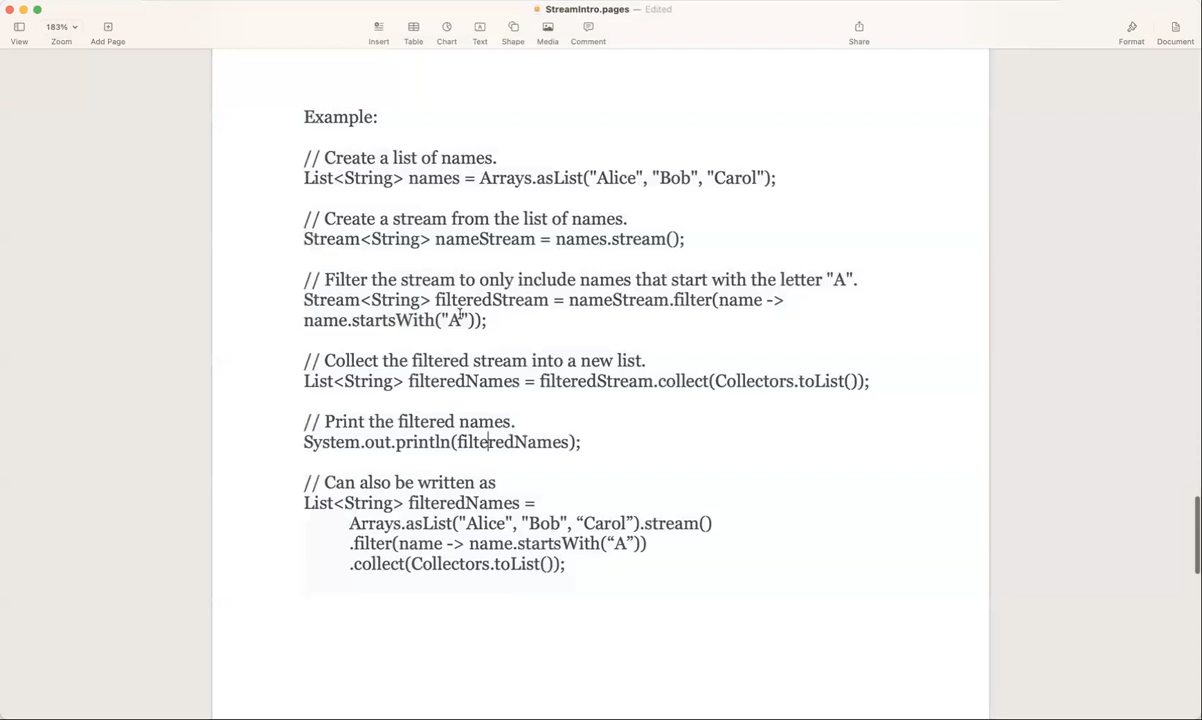 StreamIntro.pages — Edited
183%
View Zoom Add Page Insert Table Chart Text Shape Media Comment Share Format Document
Example:
// Create a list of names.
List<String> names = Arrays.asList("Alice", "Bob", "Carol");
// Create a stream from the list of names.
Stream<String> nameStream = names.stream();
// Filter the stream to only include names that start with the letter "A".
Stream<String> filteredStream = nameStream.filter(name ->
name.startsWith("A"));
// Collect the filtered stream into a new list.
List<String> filteredNames = filteredStream.collect(Collectors.toList());
// Print the filtered names.
System.out.println(filteredNames);
// Can also be written as
List<String> filteredNames =
Arrays.asList("Alice", "Bob", “Carol”).stream()
.filter(name -> name.startsWith(“A”))
.collect(Collectors.toList());